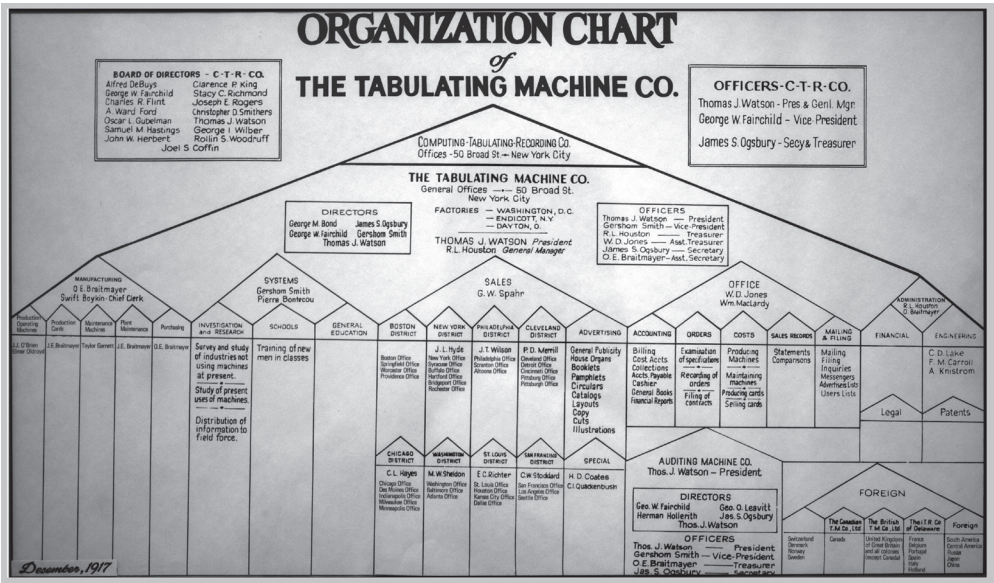 ORGANIZATION CHART
of
THE TABULATING MACHINE CO.
BOARD OF DIRECTORS - C-T-R-CO.
Alfred DeBuys
George W. Fairchild
Charles R. Flint
A. Ward Ford
Oscar L. Gubelman
Samuel M. Hastings
John W. Herbert
Clarence P. King
Stacy C. Richmond
Joseph E. Rogers
Christopher D. Smithers
Thomas J. Watson
George I. Wilber
Rollin S. Woodruff
Joel S. Coffin
OFFICERS-C-T-R-CO.
Thomas J. Watson - Pres & Genl. Mgr.
George W. Fairchild - Vice-President
James S. Ogsbury - Secy & Treasurer
COMPUTING-TABULATING-RECORDING CO.
Offices - 50 Broad St. - New York City
THE TABULATING MACHINE CO.
General Offices - 50 Broad St.
New York City
FACTORIES - WASHINGTON, D.C.
- ENDICOTT, N.Y.
- DAYTON, O.
THOMAS J. WATSON President
R.L. Houston General Manager
DIRECTORS
George M. Bond James S. Ogsbury
George W. Fairchild Gershom Smith
Thomas J. Watson
OFFICERS
Thomas J. Watson - President
Gershom Smith - Vice-President
R.L. Houston - Treasurer
W.D. Jones - Asst. Treasurer
James S. Ogsbury - Secretary
O.E. Braitmayer - Asst. Secretary
MANUFACTURING
O.E. Braitmayer
Swift Boykin - Chief Clerk
Production Operating Machines
J.J. O'Brien
Production Cards
J.E. Braitmayer
Maintenance Machines
Taylor Garnett
Plant Maintenance
J.E. Braitmayer
Purchasing
O.E. Braitmayer
SYSTEMS
Gershom Smith
Pierre Bontecou
INVESTIGATION
and RESEARCH
Survey and study
of industries not
using machines
at present.
Study of present
uses of machines.
Distribution of
information to
field force.
SCHOOLS
Training of new
men in classes
GENERAL
EDUCATION
SALES
G.W. Spahr
BOSTON
DISTRICT
Boston Office
Springfield Office
Worcester Office
Providence Office
NEW YORK
DISTRICT
J.L. Hyde
New York Office
Syracuse Office
Buffalo Office
Hartford Office
Bridgeport Office
Rochester Office
PHILADELPHIA
DISTRICT
J.T. Wilson
Philadelphia Office
Scranton Office
Altoona Office
CLEVELAND
DISTRICT
P.D. Merrill
Cleveland Office
Detroit Office
Cincinnati Office
Pittsburg Office
ADVERTISING
General Publicity
House Organs
Booklets
Pamphlets
Circulars
Catalogs
Layouts
Copy
Cuts
Illustrations
CHICAGO
DISTRICT
C.L. Hayes
Chicago Office
Des Moines Office
Indianapolis Office
Milwaukee Office
Minneapolis Office
WASHINGTON
DISTRICT
M.W. Sheldon
Washington Office
Baltimore Office
Atlanta Office
ST. LOUIS
DISTRICT
E.C. Richter
St. Louis Office
Houston Office
Kansas City Office
Dallas Office
SAN FRANCISCO
DISTRICT
C.W. Stoddard
San Francisco Office
Los Angeles Office
Seattle Office
SPECIAL
H.D. Coates
C.I. Quackenbush
OFFICE
W.D. Jones
Wm. MacLardy
ACCOUNTING
Billing
Cost Accts.
Collections
Accts. Payable
Cashier
General Books
Financial Reports
ORDERS
Examination
of specifications
Recording of
orders
Filing of
contracts
COSTS
Producing
Machines
Maintaining
machines
Producing cards
Selling cards
SALES RECORDS
Statements
Comparisons
MAILING
& FILING
Mailing
Filing
Inquiries
Messengers
Advertisers Lists
Users Lists
ADMINISTRATION
R.L. Houston
O. Braitmayer
FINANCIAL
ENGINEERING
C.D. Lake
F.M. Carroll
A. Knistrom
Legal
Patents
AUDITING MACHINE CO.
Thos. J. Watson - President
DIRECTORS
Geo. W. Fairchild Geo. O. Leavitt
Herman Hollerith Jas. S. Ogsbury
Thos. J. Watson
OFFICERS
Thos. J. Watson - President
Gershom Smith - Vice-President
O.E. Braitmayer - Treasurer
Jas. S. Ogsbury - Secretary
FOREIGN
Switzerland
Denmark
Norway
Sweden
The Canadian
T.M. Co., Ltd
Canada
The British
T.M. Co., Ltd
United Kingdom
of Great Britain
and all colonies
(except Canada)
The I.T.R. Co
of Delaware
France
Belgium
Portugal
Spain
Italy
Holland
Foreign
South America
Central America
Russia
Japan
China
Desember, 1917